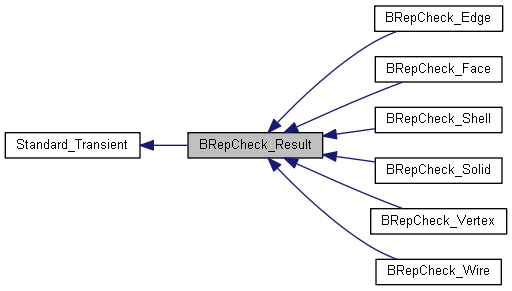 BRepCheck_Edge
BRepCheck_Face
BRepCheck_Shell
Standard_Transient
BRepCheck_Result
BRepCheck_Solid
BRepCheck_Vertex
BRepCheck_Wire